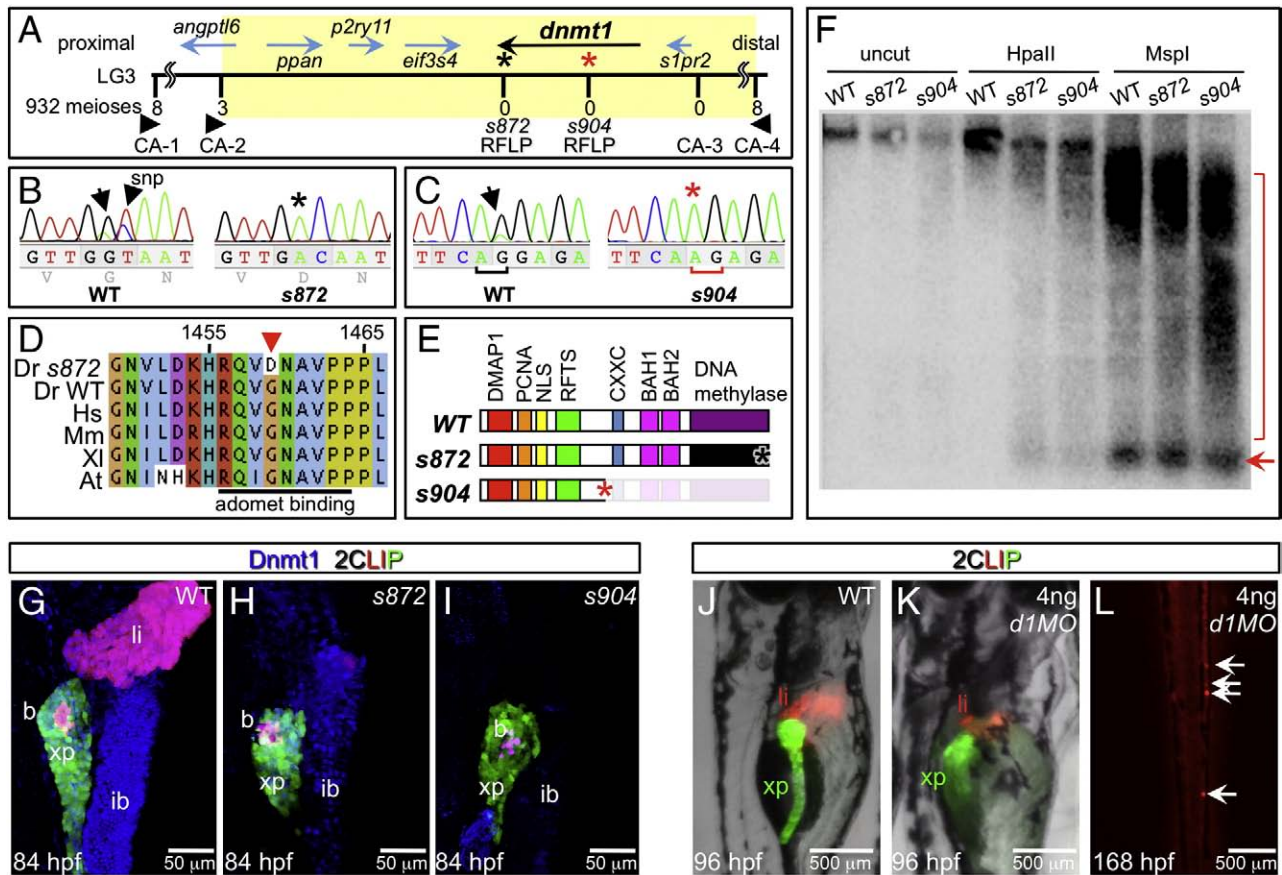 A
proximal
angptl6
p2ry11
dnmt1
distal
ppan
eif3s4
* *
s1pr2
LG3
932 meioses
8 3 0 0 0 8
s872 RFLP
s904 RFLP
CA-1 CA-2 CA-3 CA-4
B
snp
*
G T T G G T A A T
V G N
WT
G T T G A C A A T
V D N
s872
C
*
T T C A G G A G A
WT
T T C A A G A G A
s904
D
1455 1465
Dr s872 G N V L D K H R Q V D N A V P P P L
Dr WT G N V L D K H R Q V G N A V P P P L
Hs G N I L D R H R Q V G N A V P P P L
Mm G N I L D R H R Q V G N A V P P P L
Xl G N I L D R H R Q V G N A V P P P L
At G N I N H K H R Q I G N A V P P P L
adomet binding
E
DMAP1
PCNA
NLS
RFTS
CXXC
BAH1
BAH2
DNA methylase
WT
s872 *
s904 *
F
uncut HpaII MspI
WT s872 s904 WT s872 s904 WT s872 s904
Dnmt1 2CLIP
G WT
li
b
xp
ib
84 hpf 50 μm
H s872
b
xp
ib
84 hpf 50 μm
I s904
b
xp
ib
84 hpf 50 μm
2CLIP
J WT
li
xp
96 hpf 500 μm
K 4ng
d1MO
li
xp
96 hpf 500 μm
L 4ng
d1MO
168 hpf 500 μm